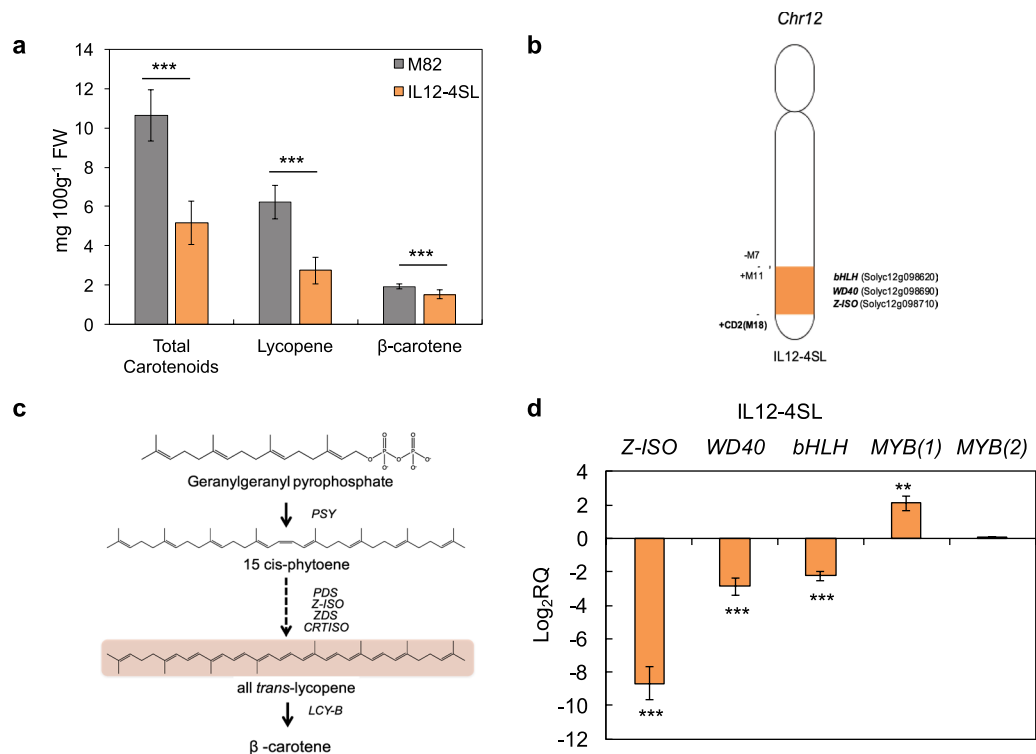 a
14
12
10
8
6
4
2
0
mg 100g⁻¹ FW
***
***
***
M82
IL12-4SL
Total
Carotenoids
Lycopene
β-carotene
b
Chr12
-M7
-
+M11
-
+CD2(M18)
bHLH (Solyc12g098620)
WD40 (Solyc12g098690)
Z-ISO (Solyc12g098710)
IL12-4SL
c
O O
O P O P O⁻
O⁻ O⁻
Geranylgeranyl pyrophosphate
PSY
15 cis-phytoene
PDS
Z-ISO
ZDS
CRTISO
all trans-lycopene
LCY-B
β -carotene
d
IL12-4SL
Z-ISO WD40 bHLH MYB(1) MYB(2)
2
0
-2
-4
-6
-8
-10
-12
Log₂RQ
**
***
***
***